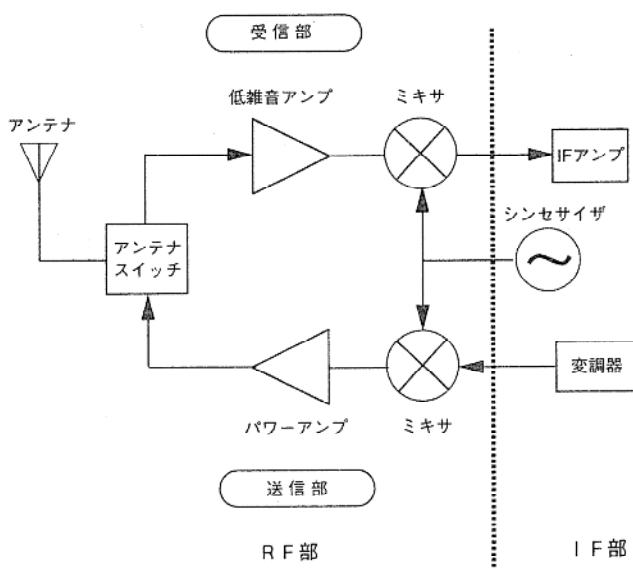 受信部
低雑音アンプ
ミキサ
アンテナ
IFアンプ
シンセサイザ
アンテナ
スイッチ
変調器
パワーアンプ
ミキサ
送信部
RF部
IF部